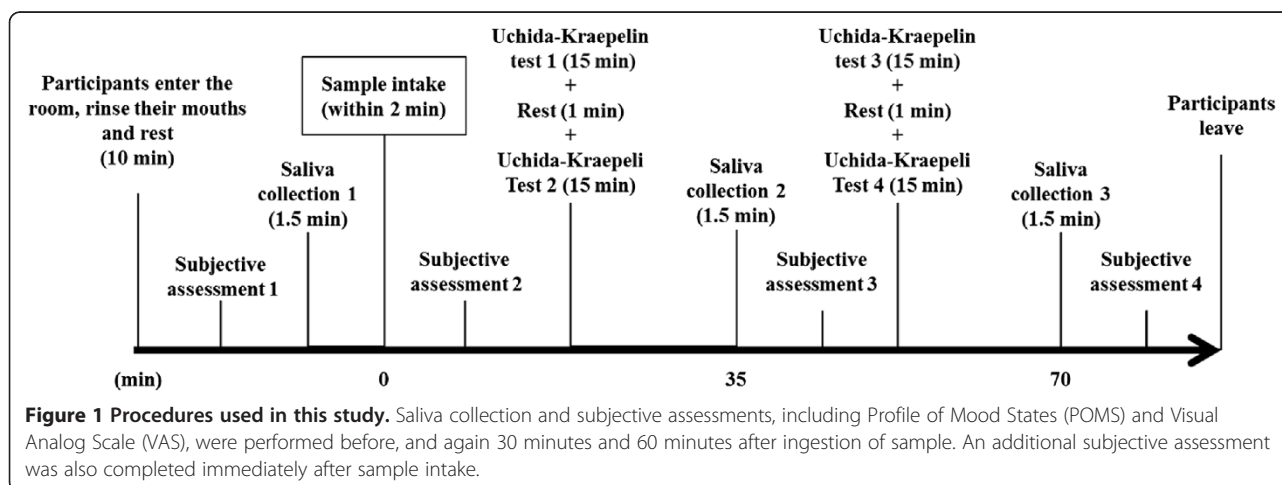 Participants enter the
room, rinse their mouths
and rest
(10 min)
Subjective
assessment 1
Saliva
collection 1
(1.5 min)
Sample intake
(within 2 min)
Subjective
assessment 2
Uchida-Kraepelin
test 1 (15 min)
+
Rest (1 min)
+
Uchida-Kraepeli
Test 2 (15 min)
Saliva
collection 2
(1.5 min)
Subjective
assessment 3
Uchida-Kraepelin
test 3 (15 min)
+
Rest (1 min)
+
Uchida-Kraepeli
Test 4 (15 min)
Saliva
collection 3
(1.5 min)
Subjective
assessment 4
Participants
leave
(min) 0 35 70
Figure 1 Procedures used in this study. Saliva collection and subjective assessments, including Profile of Mood States (POMS) and Visual
Analog Scale (VAS), were performed before, and again 30 minutes and 60 minutes after ingestion of sample. An additional subjective assessment
was also completed immediately after sample intake.